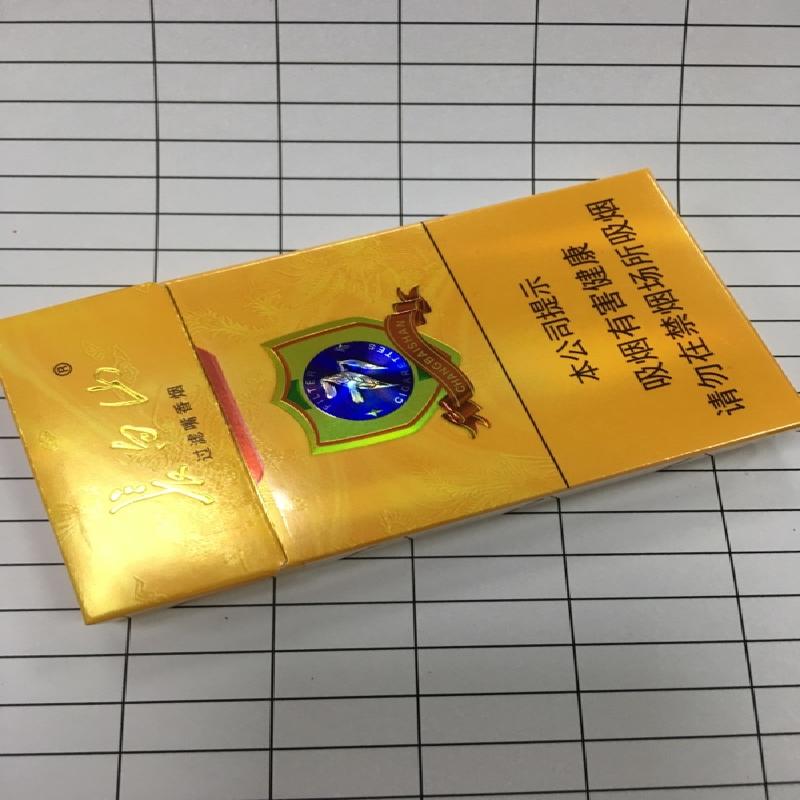 长白山
®
过滤嘴香烟
FILTER
CIGARETTES
CHANGBAISHAN
本公司提示
吸烟有害健康
请勿在禁烟场所吸烟